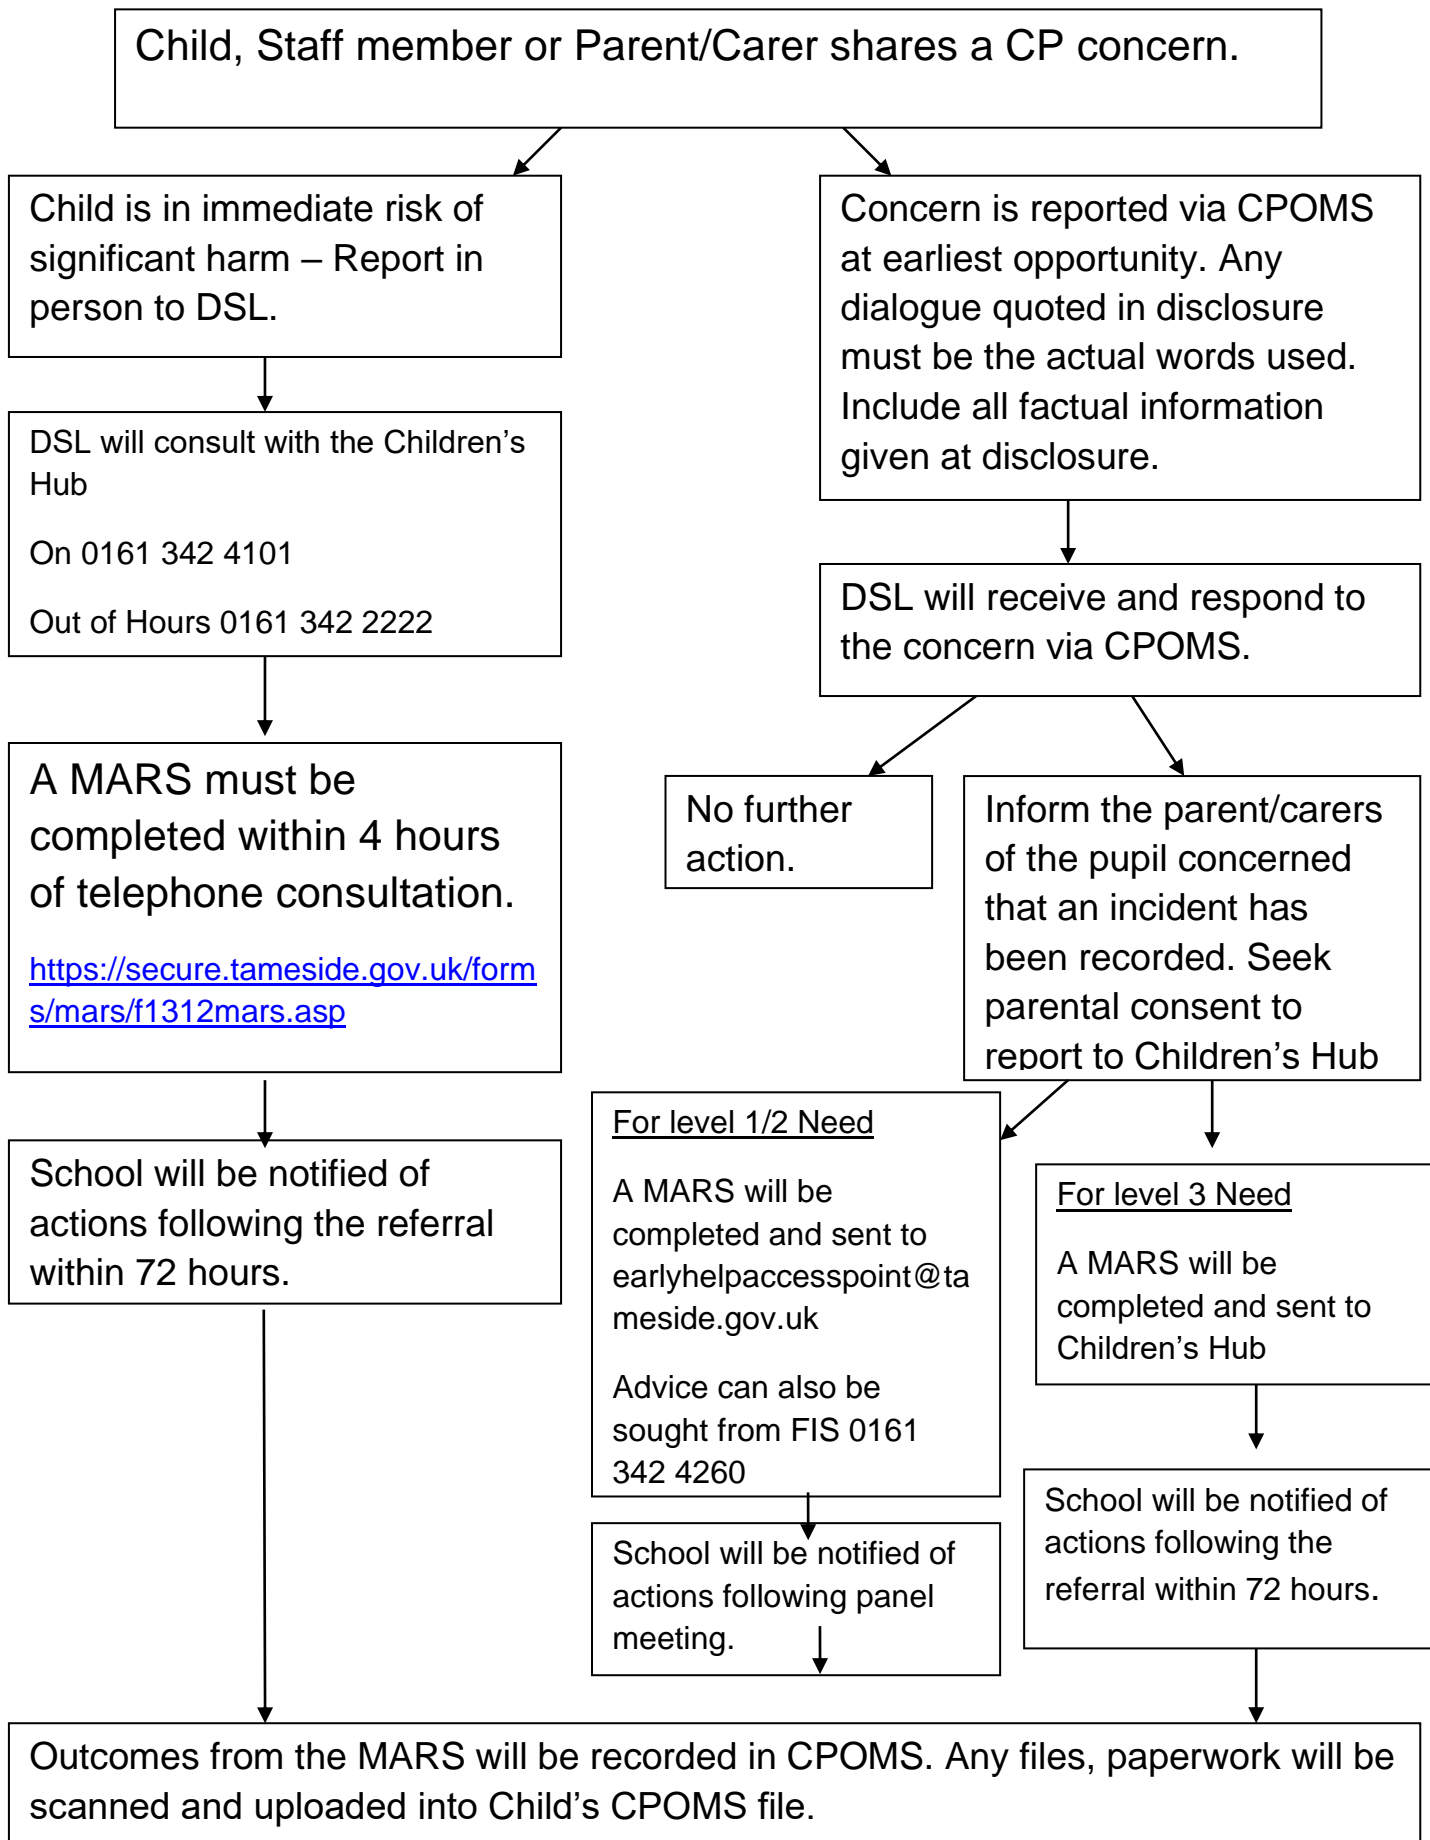 Child, Staff member or Parent/Carer shares a CP concern.
Child is in immediate risk of
significant harm – Report in
person to DSL.
DSL will consult with the Children’s
Hub
On 0161 342 4101
Out of Hours 0161 342 2222
A MARS must be
completed within 4 hours
of telephone consultation.
https://secure.tameside.gov.uk/form
s/mars/f1312mars.asp
School will be notified of
actions following the referral
within 72 hours.
Concern is reported via CPOMS
at earliest opportunity. Any
dialogue quoted in disclosure
must be the actual words used.
Include all factual information
given at disclosure.
DSL will receive and respond to
the concern via CPOMS.
No further
action.
Inform the parent/carers
of the pupil concerned
that an incident has
been recorded. Seek
parental consent to
report to Children’s Hub
For level 1/2 Need
A MARS will be
completed and sent to
earlyhelpaccesspoint@ta
meside.gov.uk
Advice can also be
sought from FIS 0161
342 4260
School will be notified of
actions following panel
meeting.
For level 3 Need
A MARS will be
completed and sent to
Children’s Hub
School will be notified of
actions following the
referral within 72 hours.
Outcomes from the MARS will be recorded in CPOMS. Any files, paperwork will be
scanned and uploaded into Child’s CPOMS file.